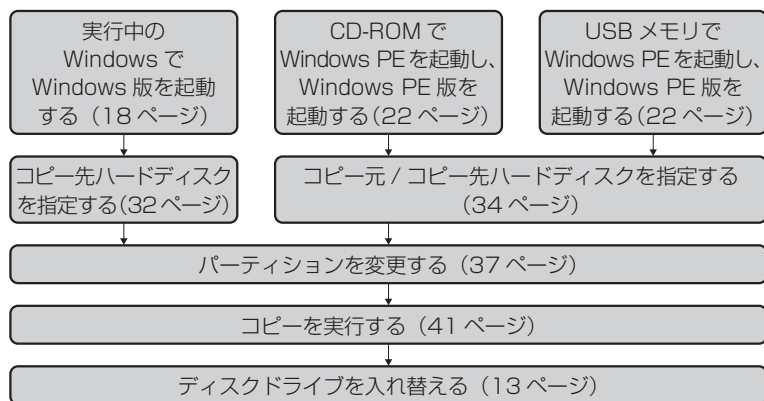 実行中の
Windows で
Windows 版を起動
する（18 ページ）
CD-ROM で
Windows PE を起動し、
Windows PE 版を
起動する（22 ページ）
USB メモリで
Windows PE を起動し、
Windows PE 版を
起動する（22 ページ）
コピー先ハードディスク
を指定する（32 ページ）
コピー元 / コピー先ハードディスクを指定する
（34 ページ）
パーティションを変更する（37 ページ）
コピーを実行する（41 ページ）
ディスクドライブを入れ替える（13 ページ）